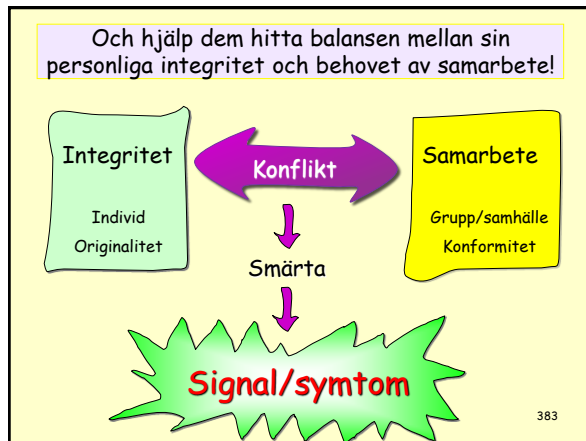 Och hjälp dem hitta balansen mellan sin
personliga integritet och behovet av samarbete!
Integritet
Individ
Originalitet
Konflikt
Samarbete
Grupp/samhälle
Konformitet
Smärta
Signal/symtom
383